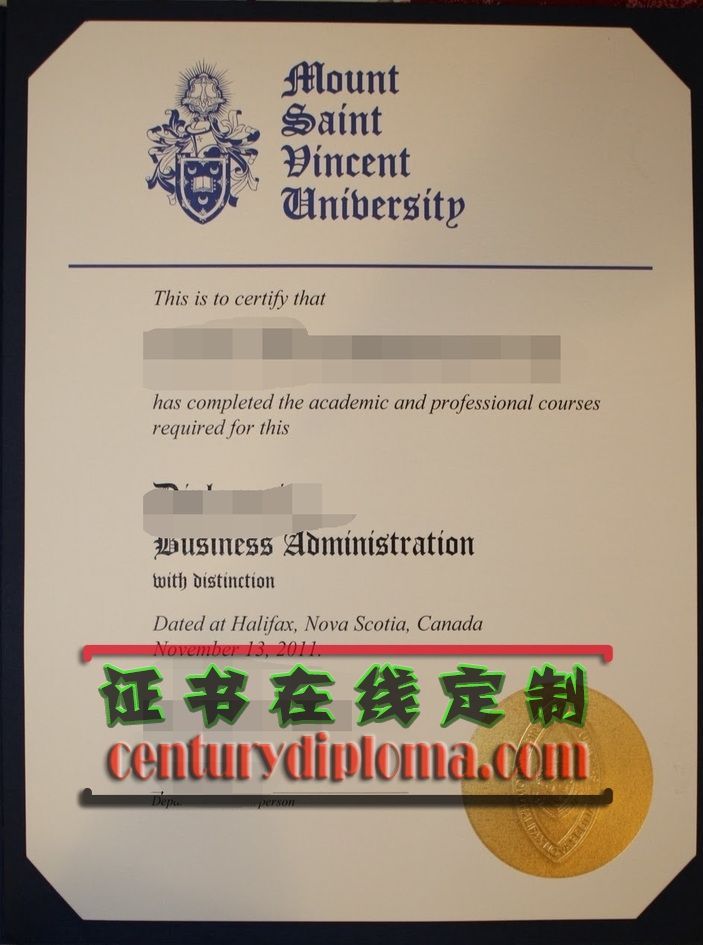 Mount
Saint
Vincent
University
This is to certify that
has completed the academic and professional courses
required for this
Business Administration
with distinction
Dated at Halifax, Nova Scotia, Canada
November 13, 2011.
证书在线定制
centurydiploma.com
person